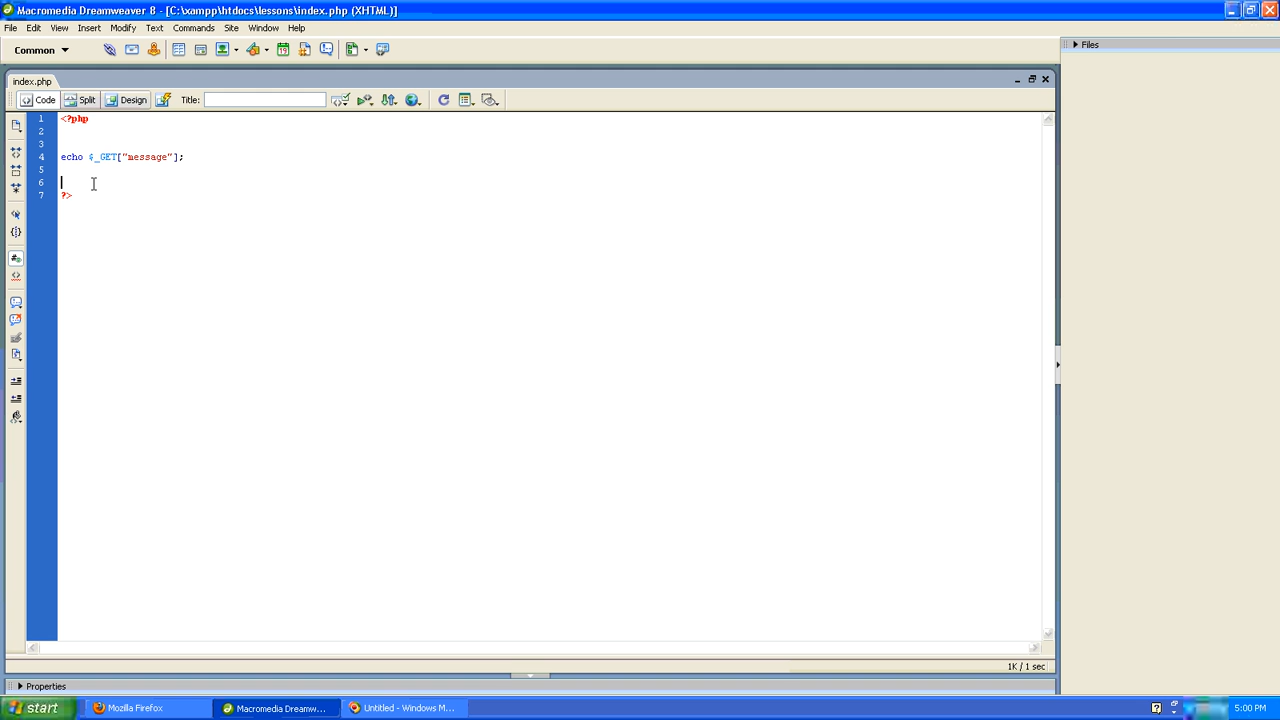 Macromedia Dreamweaver 8 - [C:\xampp\htdocs\lessons\index.php (XHTML)]
File Edit View Insert Modify Text Commands Site Window Help
Common
Files
index.php
Code Split Design Title:
1 <?php
2
3
4 echo $_GET["message"];
5
6
7 ?>
1K / 1 sec
Properties
start Mozilla Firefox Macromedia Dreamw... Untitled - Windows M... 5:00 PM